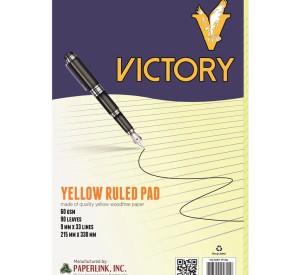 VICTORY
YELLOW RULED PAD
made of quality yellow woodfree paper
60 GSM
90 LEAVES
9 MM X 33 LINES
215 MM X 330 MM
Manufactured by
PAPERLINK, INC.